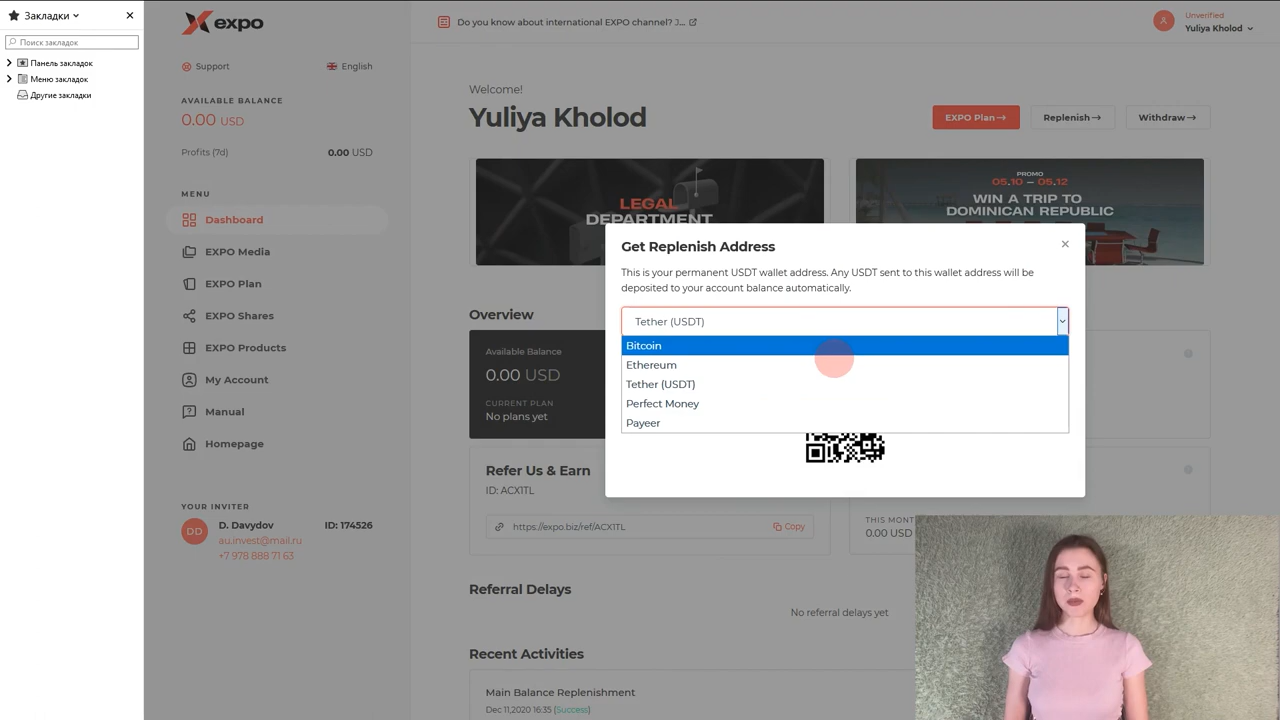 Закладки
Поиск закладок
Панель закладок
Меню закладок
Другие закладки
expo
Support
English
AVAILABLE BALANCE
0.00 USD
Profits (7d)
0.00 USD
MENU
Dashboard
EXPO Media
EXPO Plan
EXPO Shares
EXPO Products
My Account
Manual
Homepage
YOUR INVITER
DD
D. Davydov
ID: 174526
au.invest@mail.ru
+7 978 888 71 63
Do you know about international EXPO channel? J...
Unverified
Yuliya Kholod
Welcome!
Yuliya Kholod
EXPO Plan
Replenish
Withdraw
LEGAL
DEPARTMENT
PROMO
05.10 — 05.12
WIN A TRIP TO
DOMINICAN REPUBLIC
Get Replenish Address
This is your permanent USDT wallet address. Any USDT sent to this wallet address will be
deposited to your account balance automatically.
Tether (USDT)
Bitcoin
Ethereum
Tether (USDT)
Perfect Money
Payeer
Overview
Available Balance
0.00 USD
CURRENT PLAN
No plans yet
Refer Us & Earn
ID: ACX1TL
https://expo.biz/ref/ACX1TL
Copy
THIS MONT
0.00 USD
Referral Delays
No referral delays yet
Recent Activities
Main Balance Replenishment
Dec 11,2020 16:35 (Success)